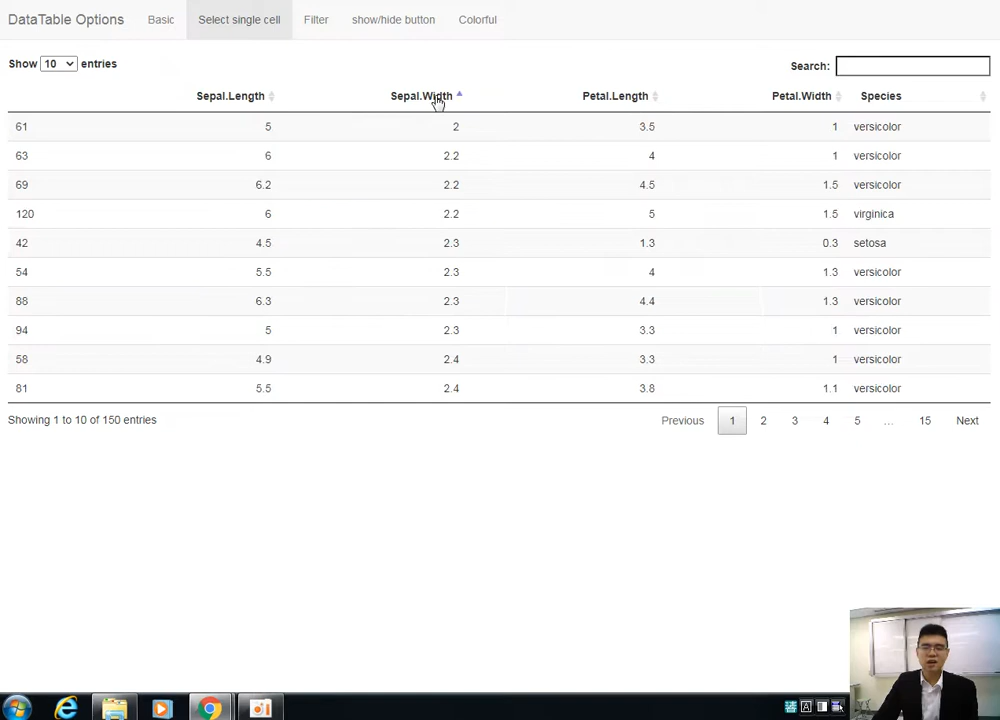 DataTable Options Basic Select single cell Filter show/hide button Colorful
Show 10 entries Search:
Sepal.Length Sepal.Width Petal.Length Petal.Width Species
61 5 2 3.5 1 versicolor
63 6 2.2 4 1 versicolor
69 6.2 2.2 4.5 1.5 versicolor
120 6 2.2 5 1.5 virginica
42 4.5 2.3 1.3 0.3 setosa
54 5.5 2.3 4 1.3 versicolor
88 6.3 2.3 4.4 1.3 versicolor
94 5 2.3 3.3 1 versicolor
58 4.9 2.4 3.3 1 versicolor
81 5.5 2.4 3.8 1.1 versicolor
Showing 1 to 10 of 150 entries Previous 1 2 3 4 5 … 15 Next
A